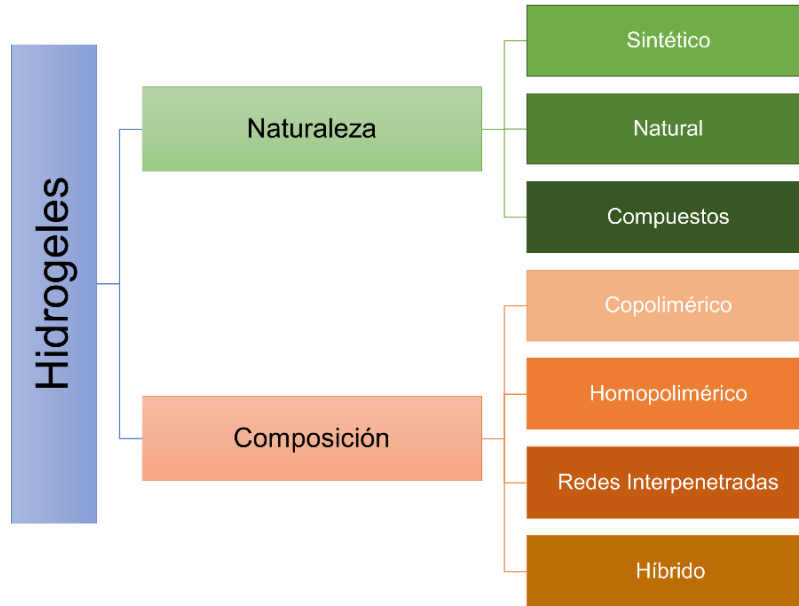 Hidrogeles
Naturaleza
Sintético
Natural
Compuestos
Composición
Copolimérico
Homopolimérico
Redes Interpenetradas
Híbrido